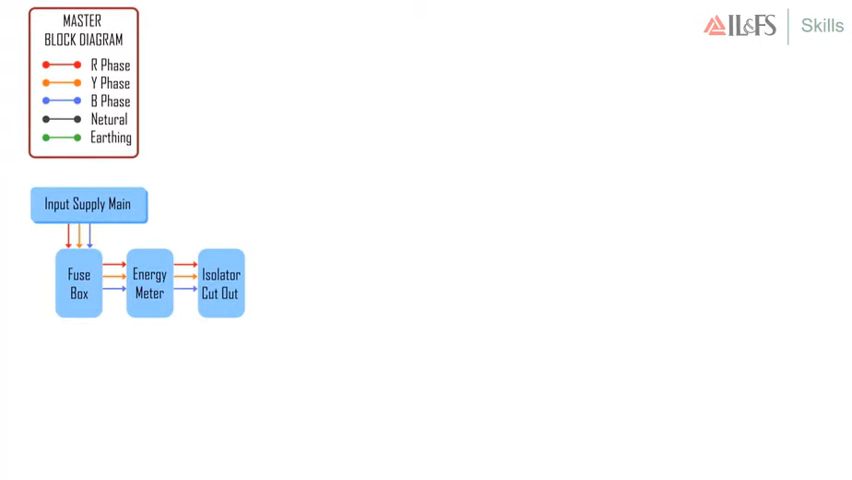 MASTER
BLOCK DIAGRAM
R Phase
Y Phase
B Phase
Netural
Earthing
IL&FS Skills
Input Supply Main
Fuse
Box
Energy
Meter
Isolator
Cut Out